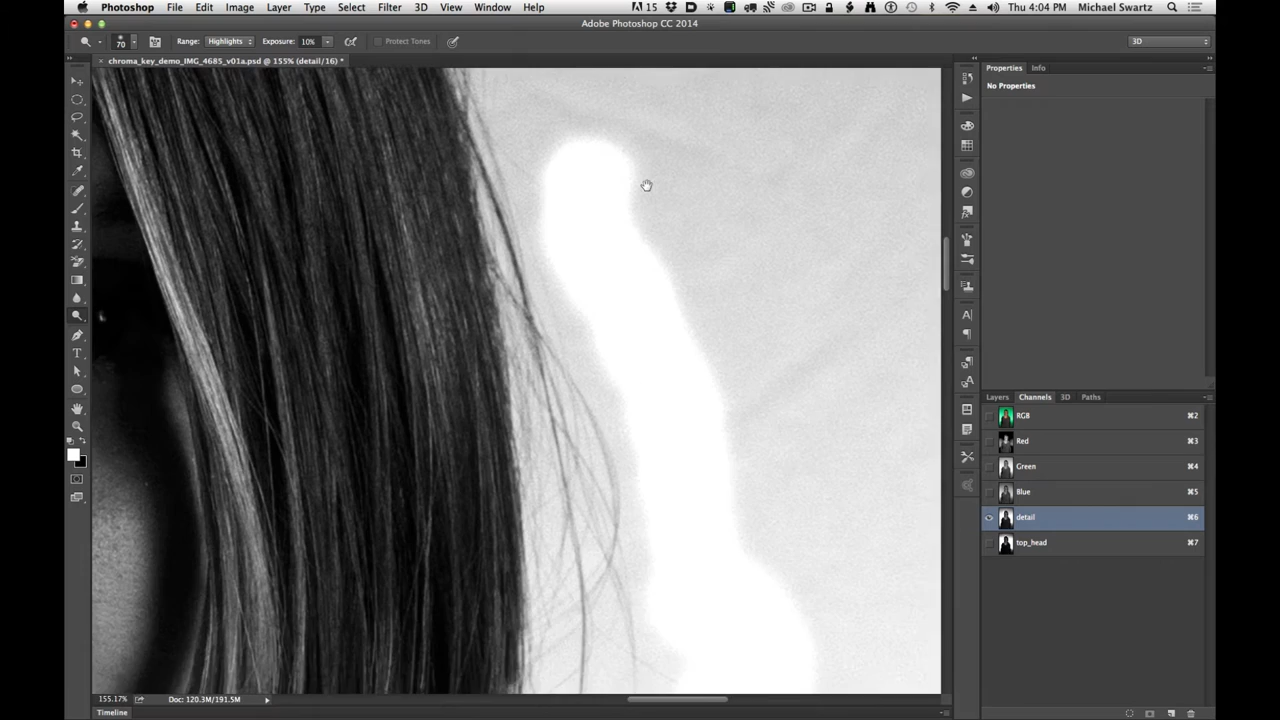 Photoshop File Edit Image Layer Type Select Filter 3D View Window Help 15 Thu 4:04 PM Michael Swartz
Adobe Photoshop CC 2014
70 Range: Highlights Exposure: 10% Protect Tones 3D
chroma_key_demo_IMG_4685_v01a.psd @ 155% (detail/16) *
Properties Info
No Properties
Layers Channels 3D Paths
RGB ⌘2
Red ⌘3
Green ⌘4
Blue ⌘5
detail ⌘6
top_head ⌘7
155.17% Doc: 120.3M/191.5M
Timeline